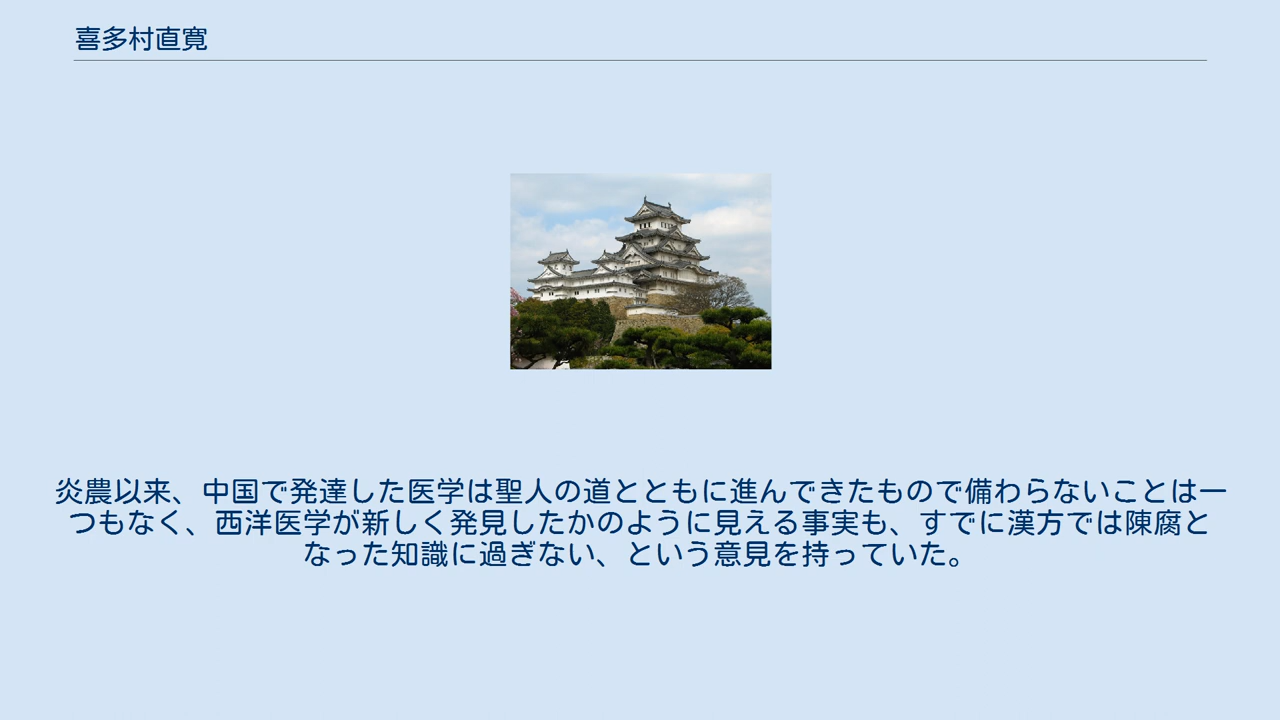 喜多村直寛
炎農以来、中国で発達した医学は聖人の道とともに進んできたもので備わらないことは一
つもなく、西洋医学が新しく発見したかのように見える事実も、すでに漢方では陳腐と
なった知識に過ぎない、という意見を持っていた。